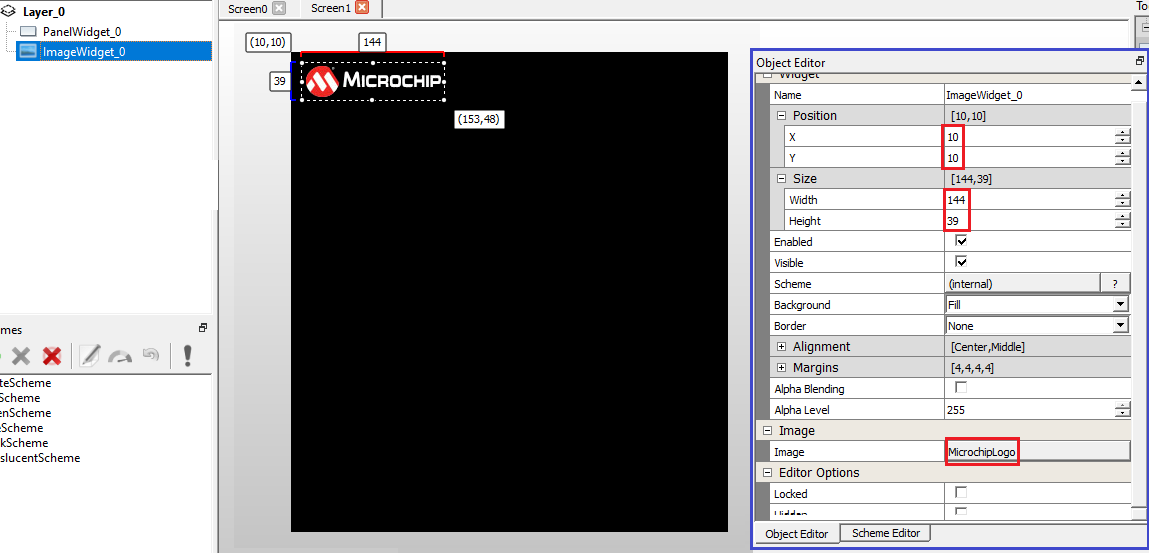 Layer_0
PanelWidget_0
ImageWidget_0
mes
teScheme
Scheme
enScheme
eScheme
kScheme
slucentScheme
Screen0
Screen1
(10,10)
144
39
MICROCHIP
(153,48)
To
Object Editor
Widget
Name ImageWidget_0
Position [10,10]
X 10
Y 10
Size [144,39]
Width 144
Height 39
Enabled
Visible
Scheme (internal) ?
Background Fill
Border None
Alignment [Center,Middle]
Margins [4,4,4,4]
Alpha Blending
Alpha Level 255
Image
Image MicrochipLogo
Editor Options
Locked
Hidden
Object Editor
Scheme Editor